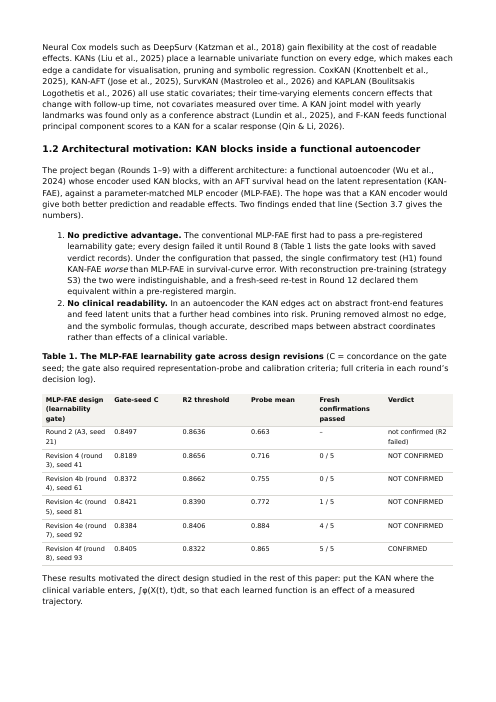 Neural Cox models such as DeepSurv (Katzman et al., 2018) gain flexibility at the cost of readable
effects. KANs (Liu et al., 2025) place a learnable univariate function on every edge, which makes each
edge a candidate for visualisation, pruning and symbolic regression. CoxKAN (Knottenbelt et al.,
2025), KAN-AFT (Jose et al., 2025), SurvKAN (Mastroleo et al., 2026) and KAPLAN (Boulitsakis
Logothetis et al., 2026) all use static covariates; their time-varying elements concern effects that
change with follow-up time, not covariates measured over time. A KAN joint model with yearly
landmarks was found only as a conference abstract (Lundin et al., 2025), and F-KAN feeds functional
principal component scores to a KAN for a scalar response (Qin & Li, 2026).
1.2 Architectural motivation: KAN blocks inside a functional autoencoder
The project began (Rounds 1–9) with a different architecture: a functional autoencoder (Wu et al.,
2024) whose encoder used KAN blocks, with an AFT survival head on the latent representation (KAN-
FAE), against a parameter-matched MLP encoder (MLP-FAE). The hope was that a KAN encoder would
give both better prediction and readable effects. Two findings ended that line (Section 3.7 gives the
numbers).
1. No predictive advantage. The conventional MLP-FAE first had to pass a pre-registered
learnability gate; every design failed it until Round 8 (Table 1 lists the gate looks with saved
verdict records). Under the configuration that passed, the single confirmatory test (H1) found
KAN-FAE worse than MLP-FAE in survival-curve error. With reconstruction pre-training (strategy
S3) the two were indistinguishable, and a fresh-seed re-test in Round 12 declared them
equivalent within a pre-registered margin.
2. No clinical readability. In an autoencoder the KAN edges act on abstract front-end features
and feed latent units that a further head combines into risk. Pruning removed almost no edge,
and the symbolic formulas, though accurate, described maps between abstract coordinates
rather than effects of a clinical variable.
Table 1. The MLP-FAE learnability gate across design revisions (C = concordance on the gate
seed; the gate also required representation-probe and calibration criteria; full criteria in each round's
decision log).
MLP-FAE design (learnability gate) Gate-seed C R2 threshold Probe mean Fresh confirmations passed Verdict
Round 2 (A3, seed 21) 0.8497 0.8636 0.663 – not confirmed (R2 failed)
Revision 4 (round 3), seed 41 0.8189 0.8656 0.716 0 / 5 NOT CONFIRMED
Revision 4b (round 4), seed 61 0.8372 0.8662 0.755 0 / 5 NOT CONFIRMED
Revision 4c (round 5), seed 81 0.8421 0.8390 0.772 1 / 5 NOT CONFIRMED
Revision 4e (round 7), seed 92 0.8384 0.8406 0.884 4 / 5 NOT CONFIRMED
Revision 4f (round 8), seed 93 0.8405 0.8322 0.865 5 / 5 CONFIRMED
These results motivated the direct design studied in the rest of this paper: put the KAN where the
clinical variable enters, ∫φ(X(t), t)dt, so that each learned function is an effect of a measured
trajectory.